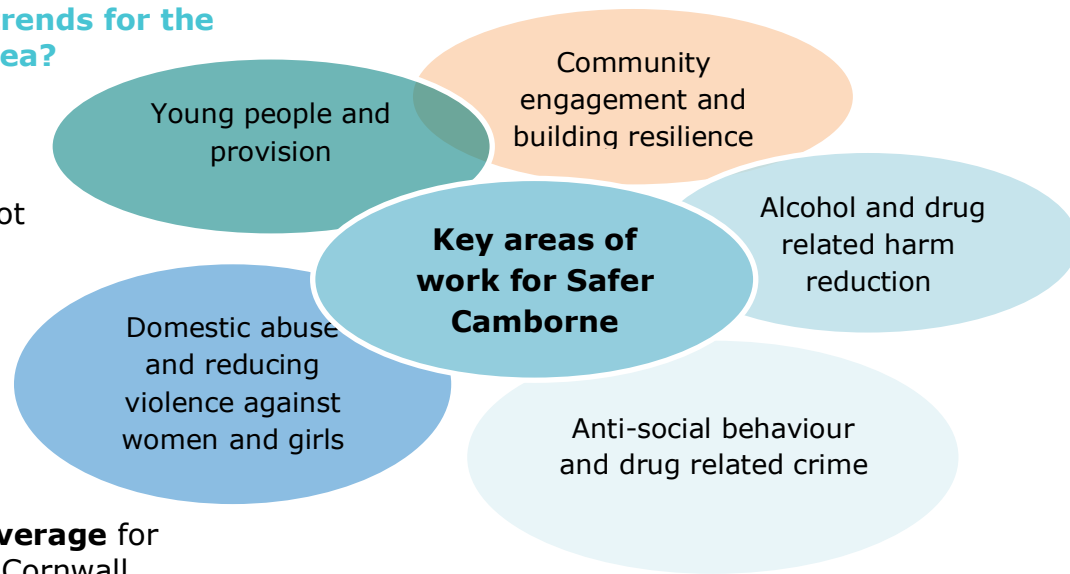 rends for the
ea?
Community
engagement and
building resilience
Young people and
provision
ot
Alcohol and drug
related harm
reduction
Key areas of
work for Safer
Camborne
Domestic abuse
and reducing
violence against
women and girls
Anti-social behaviour
and drug related crime
verage for
Cornwall